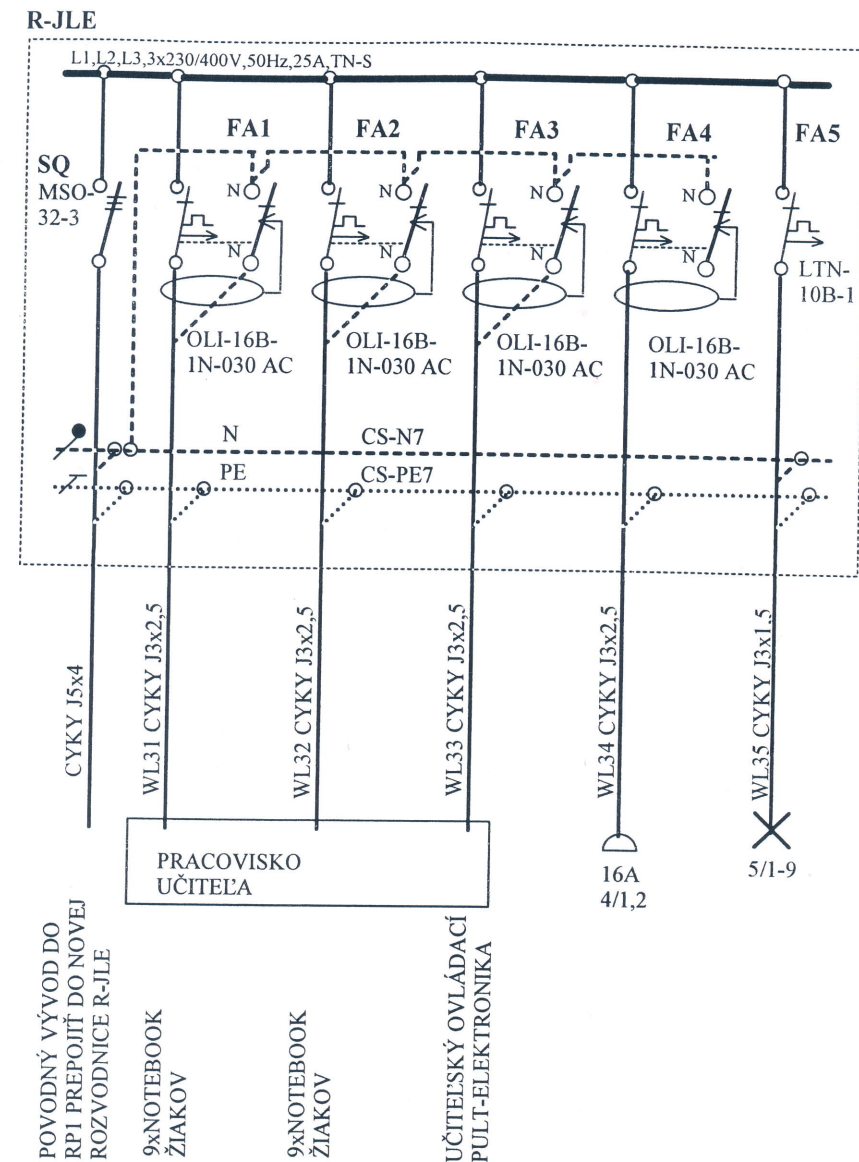 R-JLE
L1,L2,L3,3x230/400V,50Hz,25A,TN-S
FA1
FA2
FA3
FA4
FA5
SQ
MSO-
32-3
N
N
N
N
N
N
N
N
LTN-
10B-1
OLI-16B-
1N-030 AC
OLI-16B-
1N-030 AC
OLI-16B-
1N-030 AC
OLI-16B-
1N-030 AC
N
CS-N7
PE
CS-PE7
CYKY J5x4
WL31 CYKY J3x2,5
WL32 CYKY J3x2,5
WL33 CYKY J3x2,5
WL34 CYKY J3x2,5
WL35 CYKY J3x1,5
PRACOVISKO
UČITEĽA
16A
4/1,2
5/1-9
POVODNÝ VÝVOD DO
RP1 PREPOJIŤ DO NOVEJ
ROZVODNICE R-JLE
9xNOTEBOOK
ŽIAKOV
9xNOTEBOOK
ŽIAKOV
UČITEĽSKÝ OVLÁDACÍ
PULT-ELEKTRONIKA